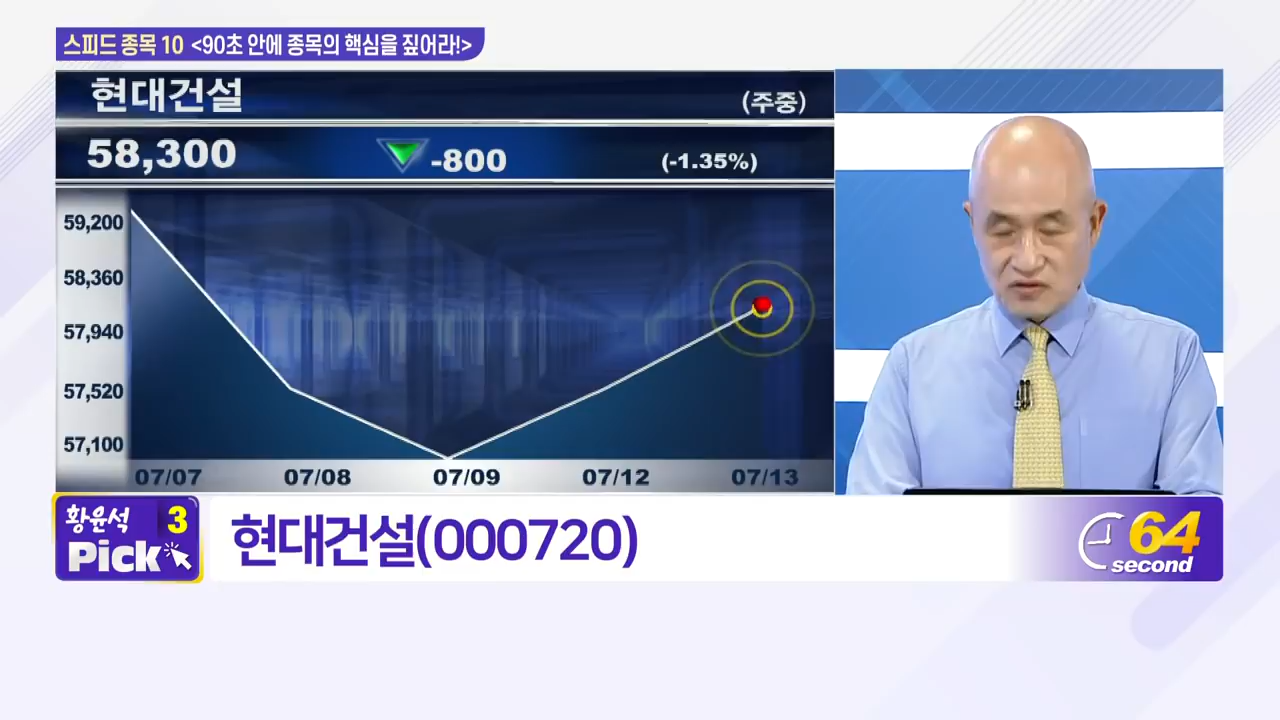 스피드 종목 10 <90초 안에 종목의 핵심을 짚어라!>
현대건설
(주중)
58,300 -800 (-1.35%)
59,200
58,360
57,940
57,520
57,100
07/07 07/08 07/09 07/12 07/13
황윤석 3
Pick
현대건설(000720)
64
second